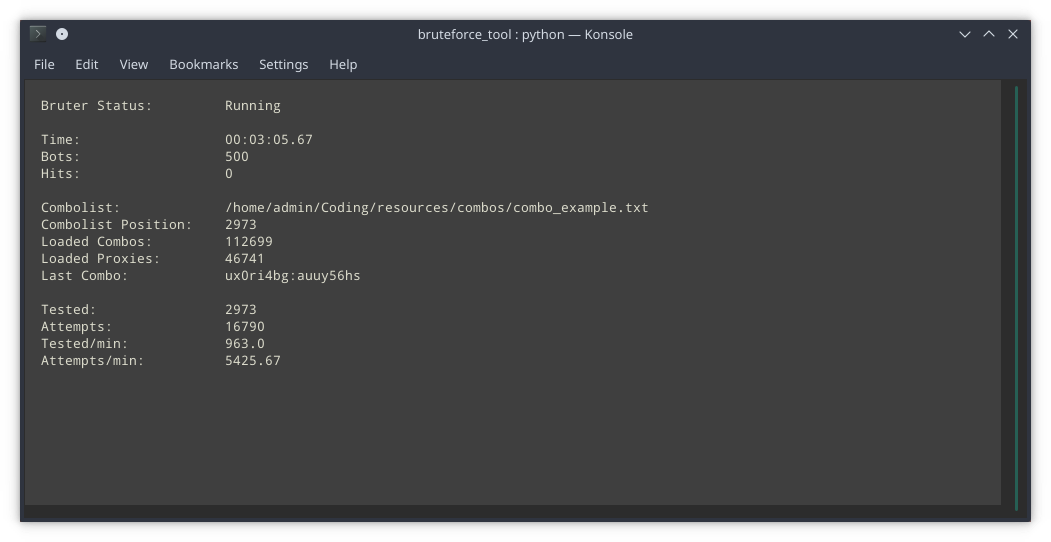 bruteforce_tool : python — Konsole
File Edit View Bookmarks Settings Help
Bruter Status: Running
Time: 00:03:05.67
Bots: 500
Hits: 0
Combolist: /home/admin/Coding/resources/combos/combo_example.txt
Combolist Position: 2973
Loaded Combos: 112699
Loaded Proxies: 46741
Last Combo: ux0ri4bg:auuy56hs
Tested: 2973
Attempts: 16790
Tested/min: 963.0
Attempts/min: 5425.67